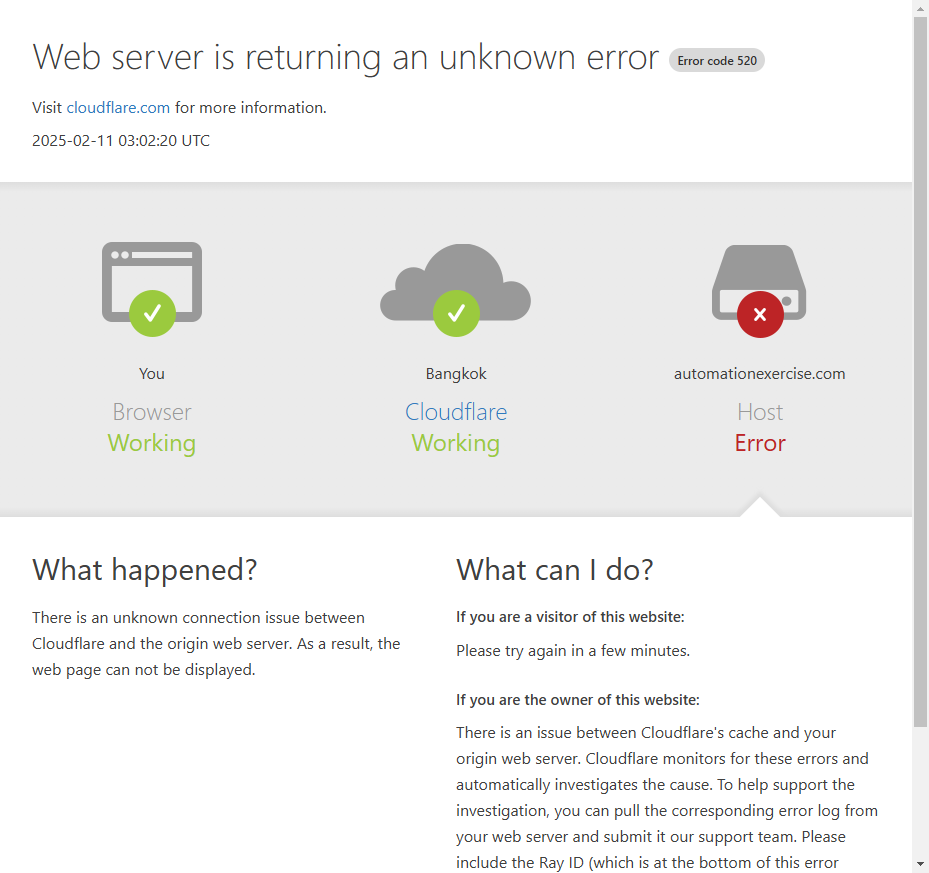 Web server is returning an unknown error Error code 520
Visit cloudflare.com for more information.
2025-02-11 03:02:20 UTC
You
Browser
Working
Bangkok
Cloudflare
Working
automationexercise.com
Host
Error
What happened?
There is an unknown connection issue between
Cloudflare and the origin web server. As a result, the
web page can not be displayed.
What can I do?
If you are a visitor of this website:
Please try again in a few minutes.
If you are the owner of this website:
There is an issue between Cloudflare's cache and your
origin web server. Cloudflare monitors for these errors and
automatically investigates the cause. To help support the
investigation, you can pull the corresponding error log from
your web server and submit it our support team. Please
include the Ray ID (which is at the bottom of this error